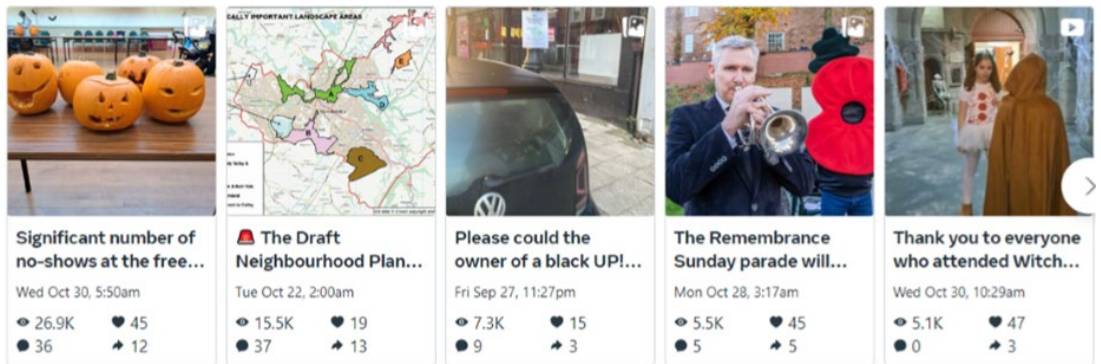 CALLY IMPORTANT LANDSCAPE AREAS
Significant number of
no-shows at the free...
Wed Oct 30, 5:50am
26.9K 45
36 12
🚨 The Draft
Neighbourhood Plan...
Tue Oct 22, 2:00am
15.5K 19
37 13
Please could the
owner of a black UP!...
Fri Sep 27, 11:27pm
7.3K 15
9 3
The Remembrance
Sunday parade will...
Mon Oct 28, 3:17am
5.5K 45
5 5
Thank you to everyone
who attended Witch...
Wed Oct 30, 10:29am
5.1K 47
0 3